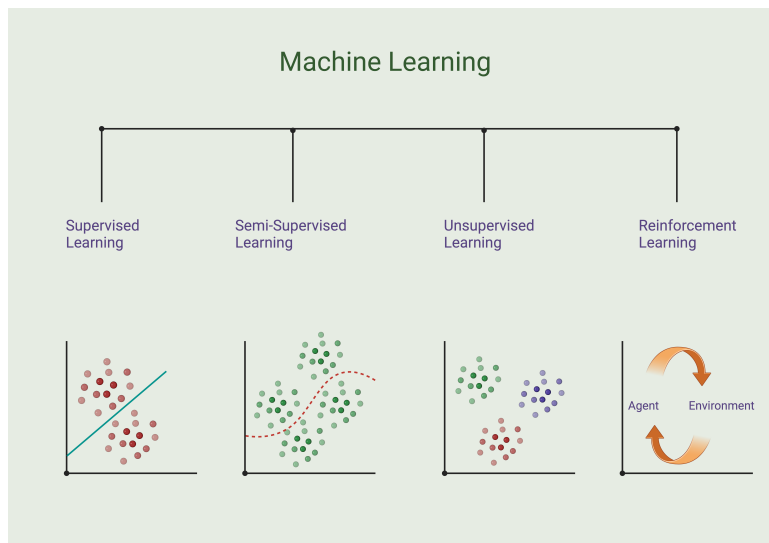 Machine Learning
Supervised
Learning
Semi-Supervised
Learning
Unsupervised
Learning
Reinforcement
Learning
Agent
Environment